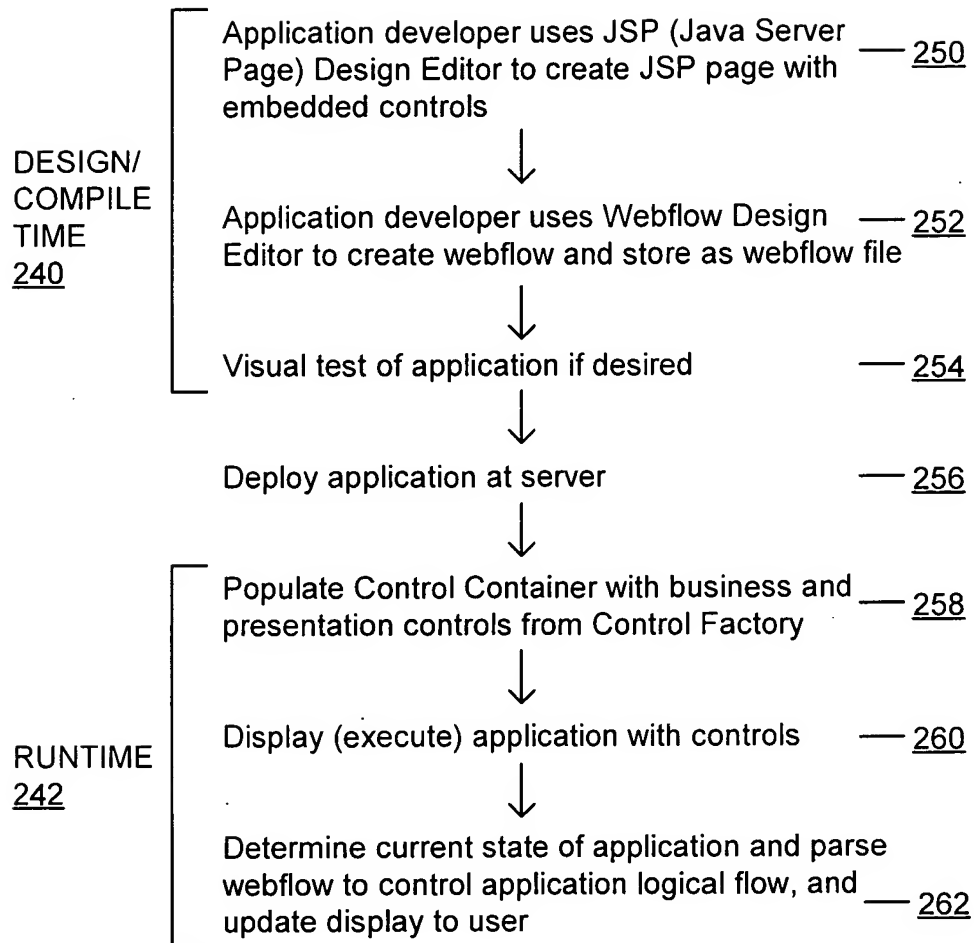 Application developer uses JSP (Java Server
Page) Design Editor to create JSP page with
embedded controls
250
DESIGN/
COMPILE
TIME
240
Application developer uses Webflow Design
Editor to create webflow and store as webflow file
252
Visual test of application if desired
254
Deploy application at server
256
Populate Control Container with business and
presentation controls from Control Factory
258
RUNTIME
242
Display (execute) application with controls
260
Determine current state of application and parse
webflow to control application logical flow, and
update display to user
262